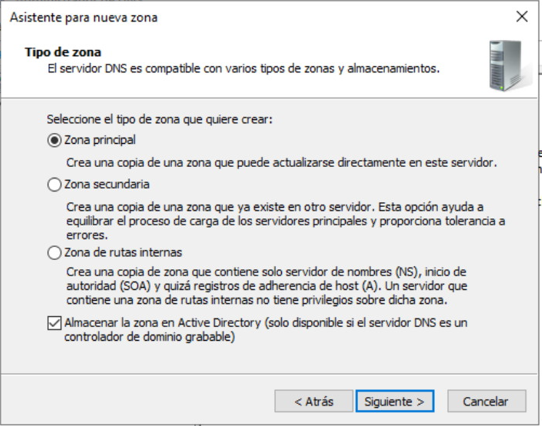 Asistente para nueva zona
Tipo de zona
El servidor DNS es compatible con varios tipos de zonas y almacenamientos.
Seleccione el tipo de zona que quiere crear:
Zona principal
Crea una copia de una zona que puede actualizarse directamente en este servidor.
Zona secundaria
Crea una copia de una zona que ya existe en otro servidor. Esta opción ayuda a
equilibrar el proceso de carga de los servidores principales y proporciona tolerancia a
errores.
Zona de rutas internas
Crea una copia de zona que contiene solo servidor de nombres (NS), inicio de
autoridad (SOA) y quizá registros de adherencia de host (A). Un servidor que
contiene una zona de rutas internas no tiene privilegios sobre dicha zona.
Almacenar la zona en Active Directory (solo disponible si el servidor DNS es un
controlador de dominio grabable)
< Atrás
Siguiente >
Cancelar